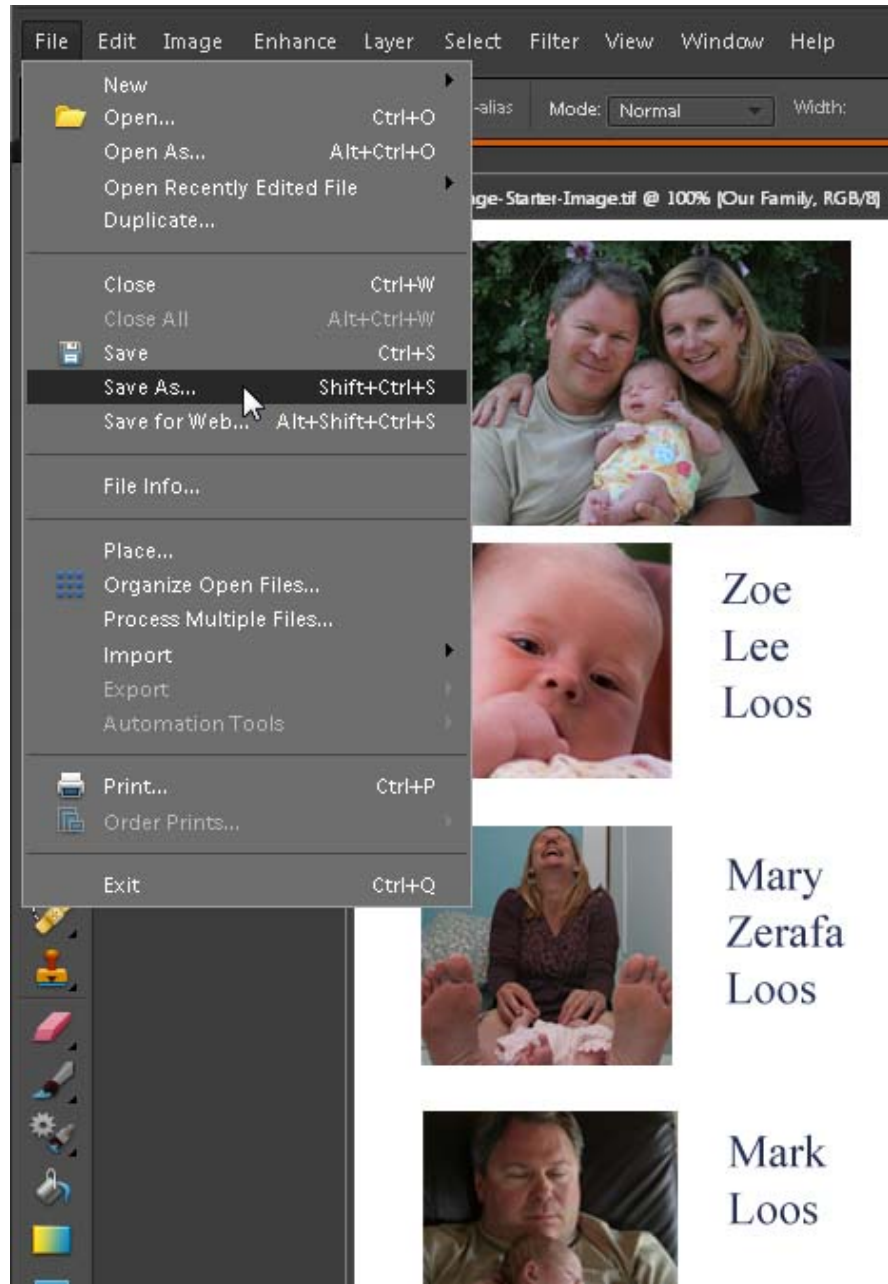 File Edit Image Enhance Layer Select Filter View Window Help
-alias Mode: Normal Width:
ge-Starter-Image.tif @ 100% (Our Family, RGB/8)
New
Open... Ctrl+O
Open As... Alt+Ctrl+O
Open Recently Edited File
Duplicate...
Close Ctrl+W
Close All Alt+Ctrl+W
Save Ctrl+S
Save As... Shift+Ctrl+S
Save for Web... Alt+Shift+Ctrl+S
File Info...
Place...
Organize Open Files...
Process Multiple Files...
Import
Export
Automation Tools
Print... Ctrl+P
Order Prints...
Exit Ctrl+Q
Zoe
Lee
Loos
Mary
Zerafa
Loos
Mark
Loos